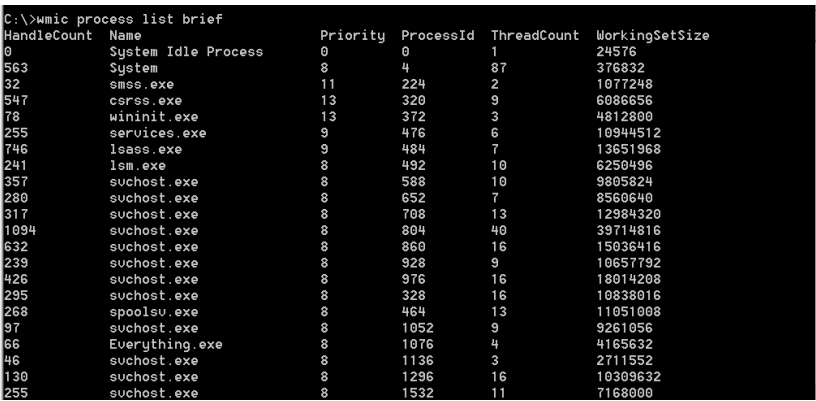 C:\>wmic process list brief
HandleCount Name Priority ProcessId ThreadCount WorkingSetSize
0 System Idle Process 0 0 1 24576
563 System 8 4 87 376832
32 smss.exe 11 224 2 1077248
547 csrss.exe 13 320 9 6086656
78 wininit.exe 13 372 3 4812800
255 services.exe 9 476 6 10944512
746 lsass.exe 9 484 7 13651968
241 lsm.exe 8 492 10 6250496
357 svchost.exe 8 588 10 9805824
280 svchost.exe 8 652 7 8560640
317 svchost.exe 8 708 13 12984320
1094 svchost.exe 8 804 40 39714816
632 svchost.exe 8 860 16 15036416
239 svchost.exe 8 928 9 10657792
426 svchost.exe 8 976 16 18014208
295 svchost.exe 8 328 16 10838016
268 spoolsv.exe 8 464 13 11051008
97 svchost.exe 8 1052 9 9261056
66 Everything.exe 8 1076 4 4165632
46 svchost.exe 8 1136 3 2711552
130 svchost.exe 8 1296 16 10309632
255 svchost.exe 8 1532 11 7168000